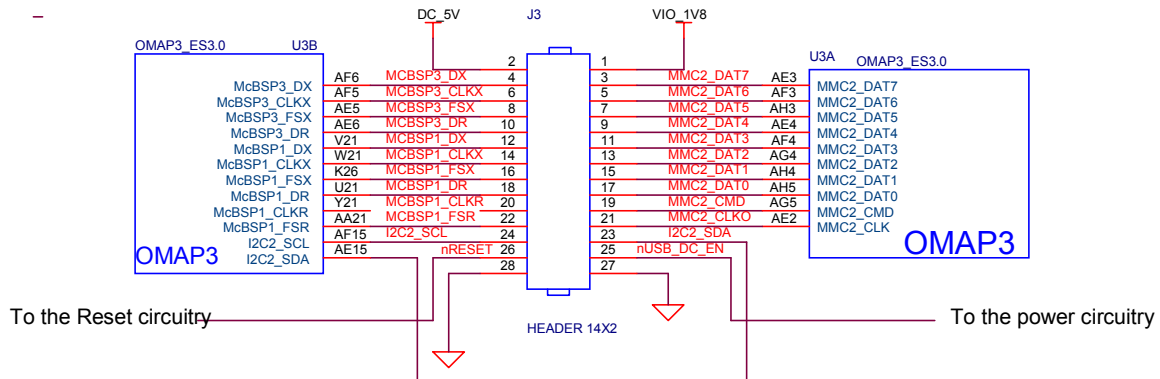 DC_5V J3 VIO_1V8
OMAP3_ES3.0 U3B
U3A OMAP3_ES3.0
2 1
McBSP3_DX AF6 MCBSP3_DX 4 3 MMC2_DAT7 AE3 MMC2_DAT7
McBSP3_CLKX AF5 MCBSP3_CLKX 6 5 MMC2_DAT6 AF3 MMC2_DAT6
McBSP3_FSX AE5 MCBSP3_FSX 8 7 MMC2_DAT5 AH3 MMC2_DAT5
McBSP3_DR AE6 MCBSP3_DR 10 9 MMC2_DAT4 AE4 MMC2_DAT4
McBSP1_DX V21 MCBSP1_DX 12 11 MMC2_DAT3 AF4 MMC2_DAT3
McBSP1_CLKX W21 MCBSP1_CLKX 14 13 MMC2_DAT2 AG4 MMC2_DAT2
McBSP1_FSX K26 MCBSP1_FSX 16 15 MMC2_DAT1 AH4 MMC2_DAT1
McBSP1_DR U21 MCBSP1_DR 18 17 MMC2_DAT0 AH5 MMC2_DAT0
McBSP1_CLKR Y21 MCBSP1_CLKR 20 19 MMC2_CMD AG5 MMC2_CMD
McBSP1_FSR AA21 MCBSP1_FSR 22 21 MMC2_CLKO AE2 MMC2_CLK
I2C2_SCL AF15 I2C2_SCL 24 23 I2C2_SDA
I2C2_SDA AE15 nRESET 26 25 nUSB_DC_EN
28 27
OMAP3 OMAP3
To the Reset circuitry To the power circuitry
HEADER 14X2